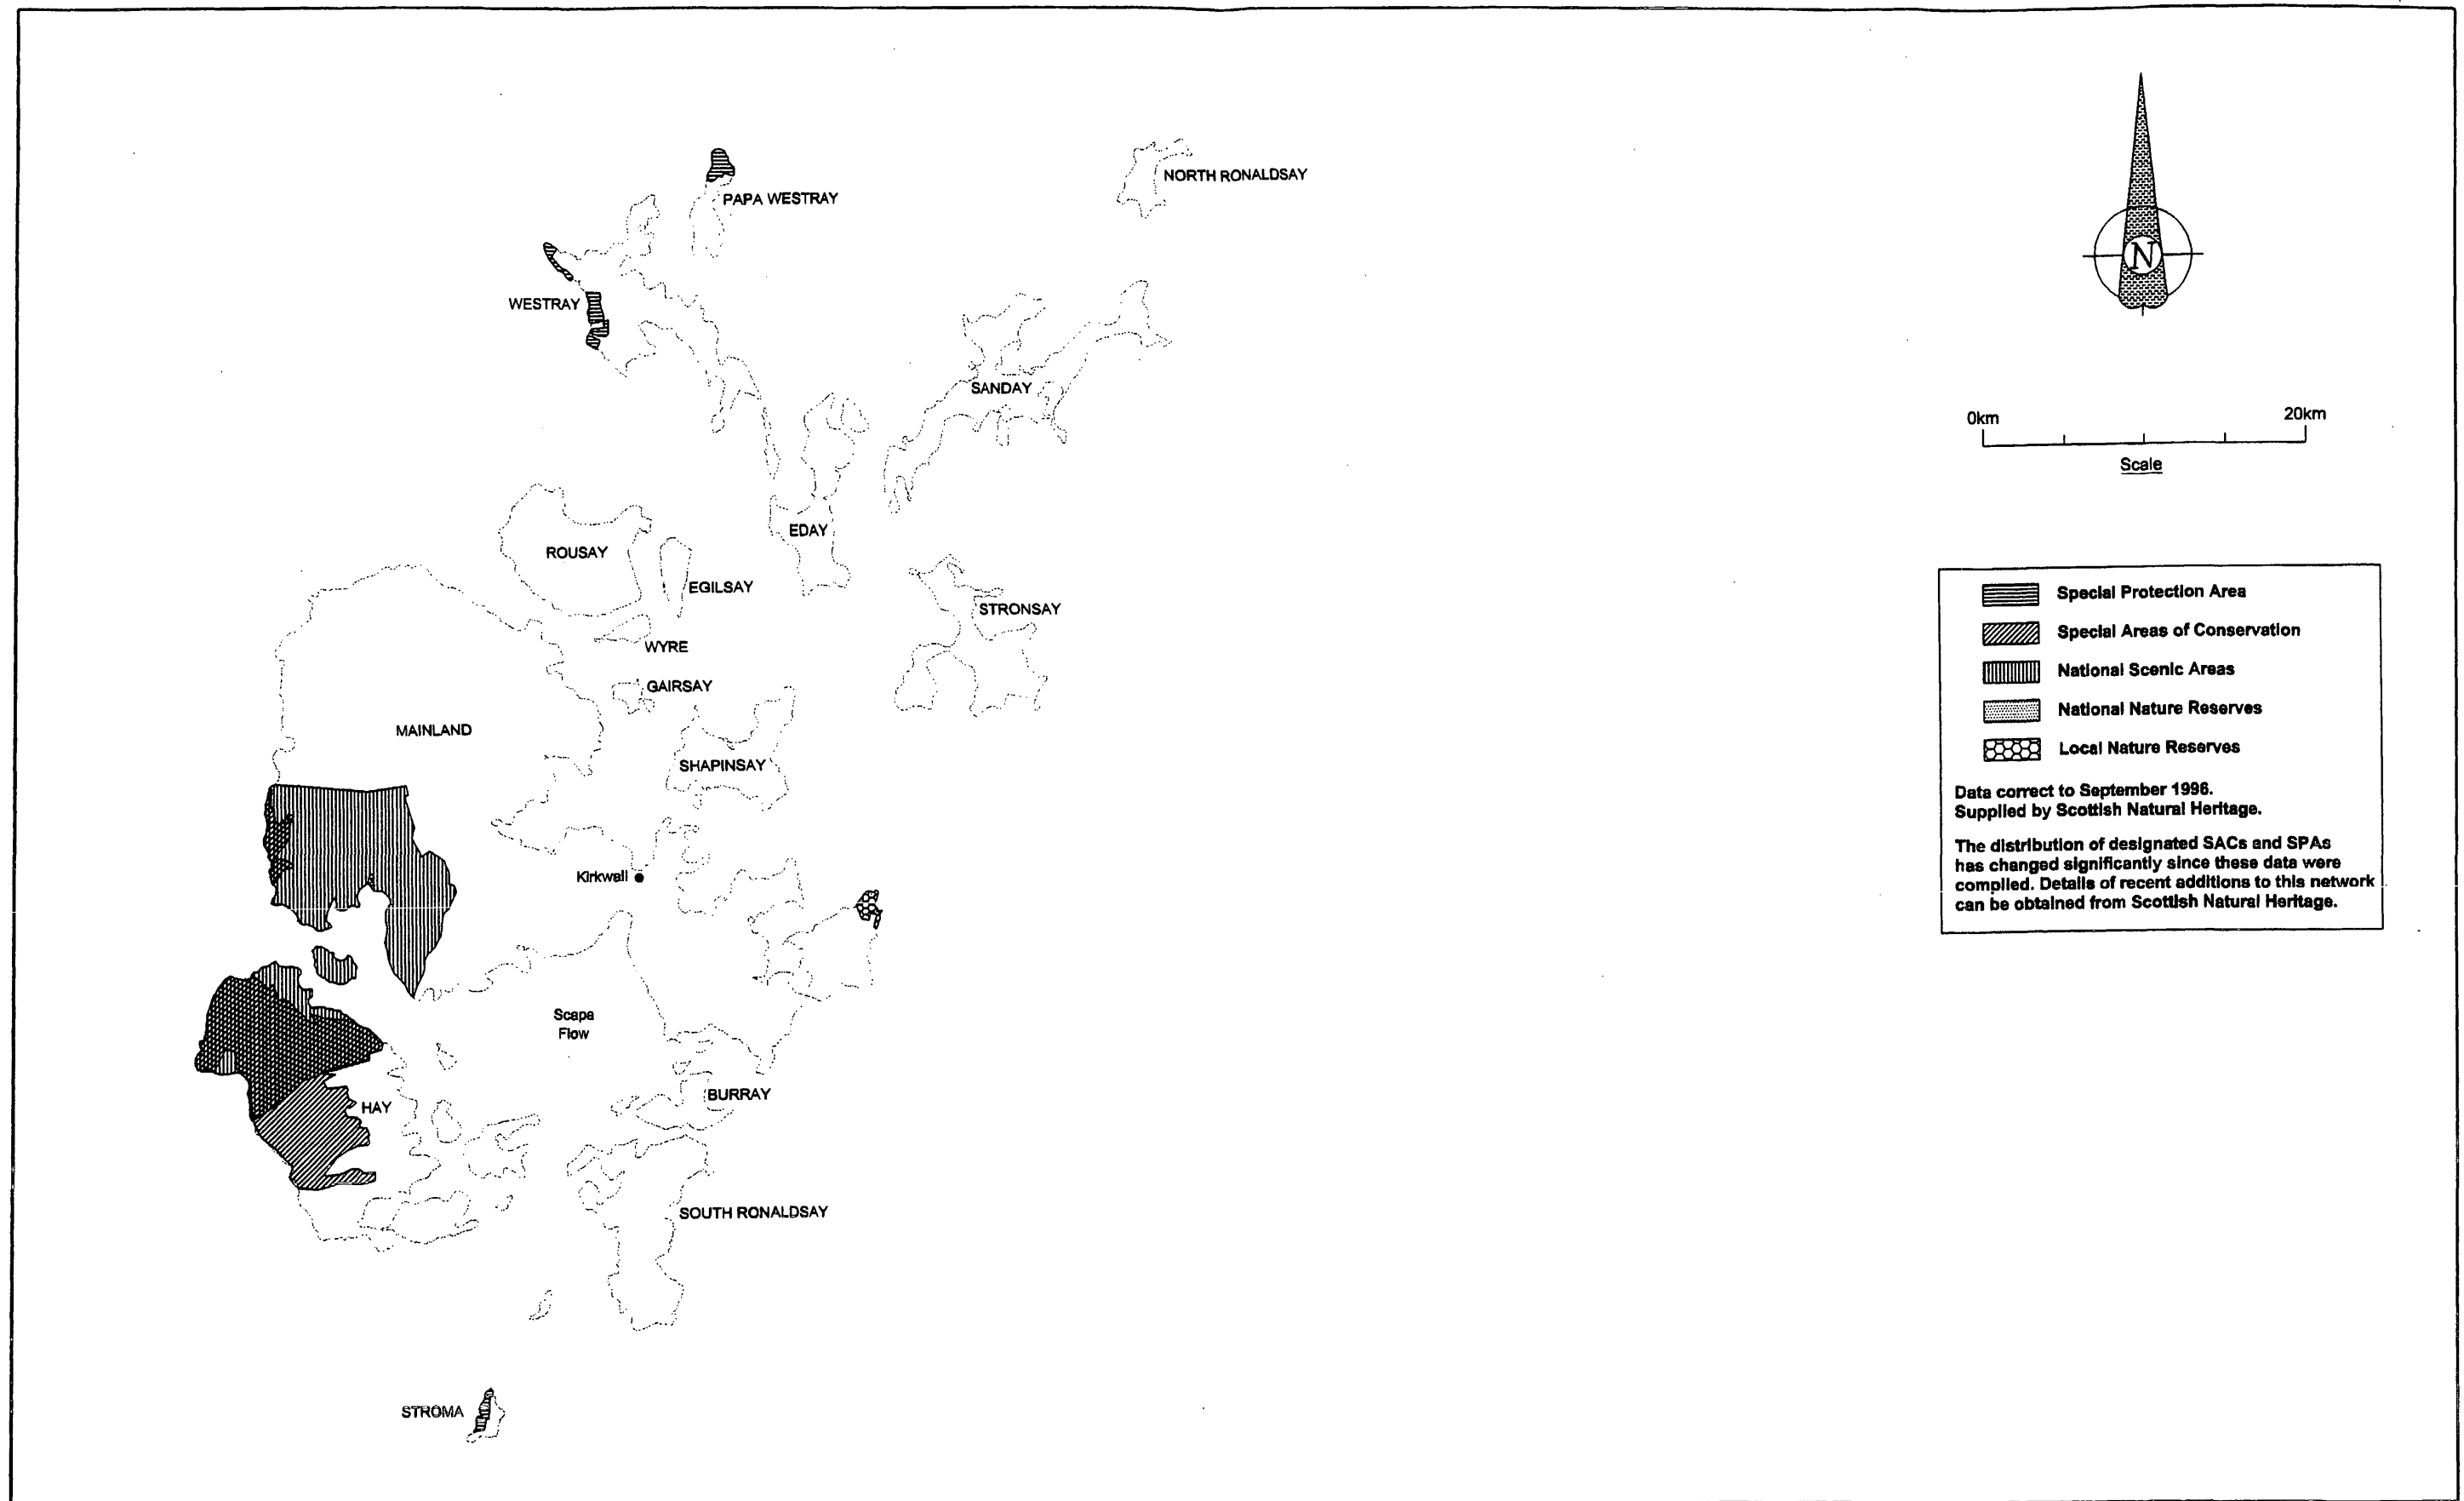 PAPA WESTRAY
NORTH RONALDSAY
WESTRAY
SANDAY
EDAY
ROUSAY
EGILSAY
STRONSAY
WYRE
GAIRSAY
MAINLAND
SHAPINSAY
Kirkwall
Scapa
Flow
BURRAY
HAY
SOUTH RONALDSAY
STROMA
N
0km 20km
Scale
Special Protection Area
Special Areas of Conservation
National Scenic Areas
National Nature Reserves
Local Nature Reserves
Data correct to September 1996.
Supplied by Scottish Natural Heritage.
The distribution of designated SACs and SPAs
has changed significantly since these data were
compiled. Details of recent additions to this network
can be obtained from Scottish Natural Heritage.